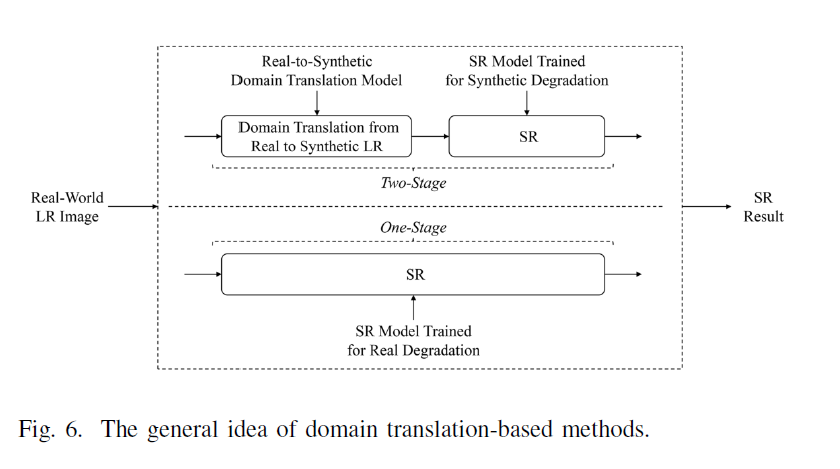 Real-to-Synthetic
Domain Translation Model
SR Model Trained
for Synthetic Degradation
Domain Translation from
Real to Synthetic LR
SR
Two-Stage
Real-World
LR Image
SR
Result
One-Stage
SR
SR Model Trained
for Real Degradation
Fig. 6. The general idea of domain translation-based methods.